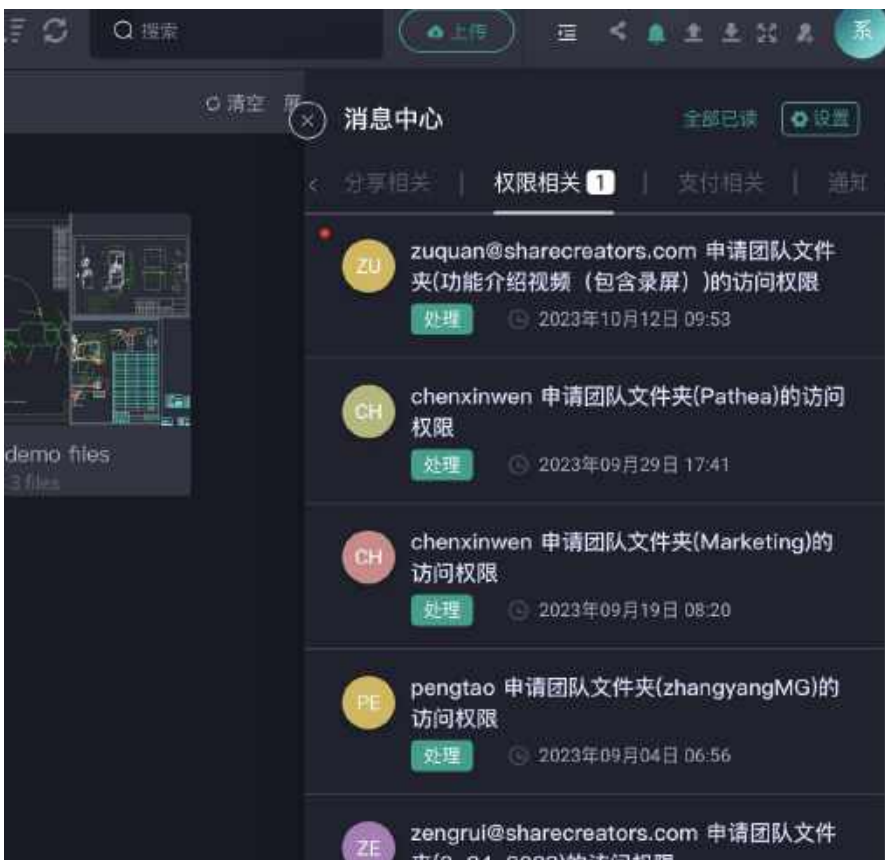 搜索
上传
系
清空
消息中心
全部已读
设置
分享相关
权限相关 1
支付相关
通知
ZU
zuquan@sharecreators.com 申请团队文件
夹(功能介绍视频（包含录屏）)的访问权限
处理
2023年10月12日 09:53
demo files
3 files
CH
chenxinwen 申请团队文件夹(Pathea)的访问
权限
处理
2023年09月29日 17:41
CH
chenxinwen 申请团队文件夹(Marketing)的
访问权限
处理
2023年09月19日 08:20
PE
pengtao 申请团队文件夹(zhangyangMG)的
访问权限
处理
2023年09月04日 06:56
ZE
zengrui@sharecreators.com 申请团队文件